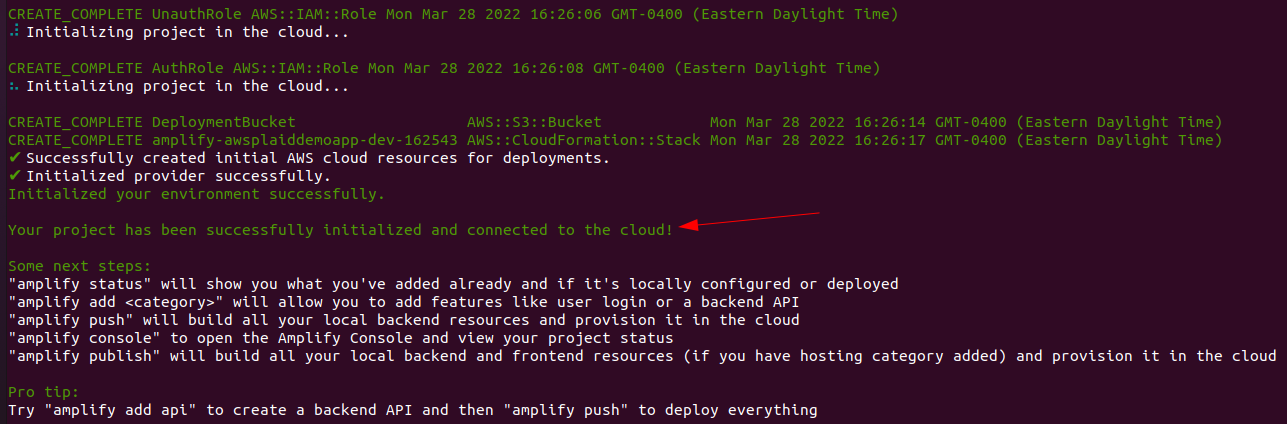 CREATE_COMPLETE UnauthRole AWS::IAM::Role Mon Mar 28 2022 16:26:06 GMT-0400 (Eastern Daylight Time)
⠼ Initializing project in the cloud...
CREATE_COMPLETE AuthRole AWS::IAM::Role Mon Mar 28 2022 16:26:08 GMT-0400 (Eastern Daylight Time)
⠦ Initializing project in the cloud...
CREATE_COMPLETE DeploymentBucket AWS::S3::Bucket Mon Mar 28 2022 16:26:14 GMT-0400 (Eastern Daylight Time)
CREATE_COMPLETE amplify-awsplaiddemoapp-dev-162543 AWS::CloudFormation::Stack Mon Mar 28 2022 16:26:17 GMT-0400 (Eastern Daylight Time)
✔ Successfully created initial AWS cloud resources for deployments.
✔ Initialized provider successfully.
Initialized your environment successfully.
Your project has been successfully initialized and connected to the cloud!
Some next steps:
"amplify status" will show you what you've added already and if it's locally configured or deployed
"amplify add <category>" will allow you to add features like user login or a backend API
"amplify push" will build all your local backend resources and provision it in the cloud
"amplify console" to open the Amplify Console and view your project status
"amplify publish" will build all your local backend and frontend resources (if you have hosting category added) and provision it in the cloud
Pro tip:
Try "amplify add api" to create a backend API and then "amplify push" to deploy everything